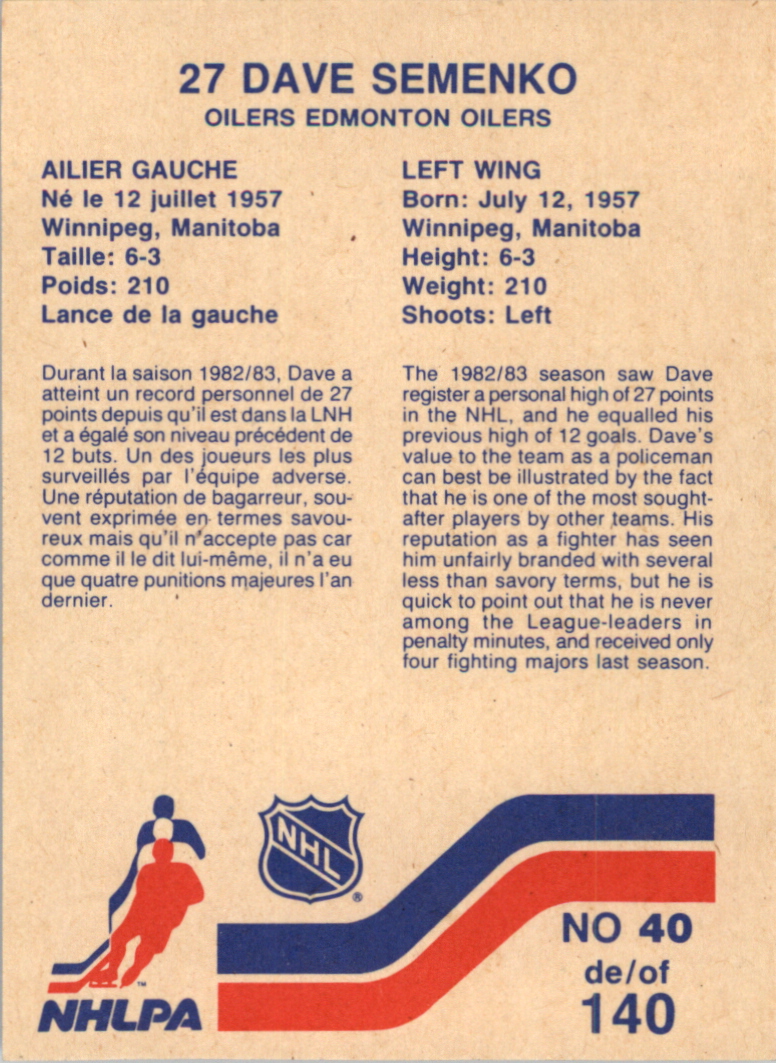 27 DAVE SEMENKO
OILERS EDMONTON OILERS
AILIER GAUCHE
Né le 12 juillet 1957
Winnipeg, Manitoba
Taille: 6-3
Poids: 210
Lance de la gauche
Durant la saison 1982/83, Dave a
atteint un record personnel de 27
points depuis qu'il est dans la LNH
et a égalé son niveau précédent de
12 buts. Un des joueurs les plus
surveillés par l'équipe adverse.
Une réputation de bagarreur, sou-
vent exprimée en termes savou-
reux mais qu'il n'accepte pas car
comme il le dit lui-même, il n'a eu
que quatre punitions majeures l'an
dernier.
LEFT WING
Born: July 12, 1957
Winnipeg, Manitoba
Height: 6-3
Weight: 210
Shoots: Left
The 1982/83 season saw Dave
register a personal high of 27 points
in the NHL, and he equalled his
previous high of 12 goals. Dave's
value to the team as a policeman
can best be illustrated by the fact
that he is one of the most sought-
after players by other teams. His
reputation as a fighter has seen
him unfairly branded with several
less than savory terms, but he is
quick to point out that he is never
among the League-leaders in
penalty minutes, and received only
four fighting majors last season.
NHL
®
™
NHLPA
NO 40
de/of
140